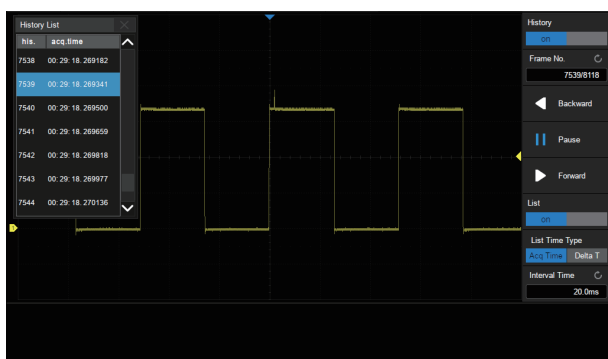 History List
his. acq.time
7538 00: 29: 18. 269182
7539 00: 29: 18. 269341
7540 00: 29: 18. 269500
7541 00: 29: 18. 269659
7542 00: 29: 18. 269818
7543 00: 29: 18. 269977
7544 00: 29: 18. 270136
History
on
Frame No.
7539/8118
Backward
Pause
Forward
List
on
List Time Type
Acq Time Delta T
Interval Time
20.0ms